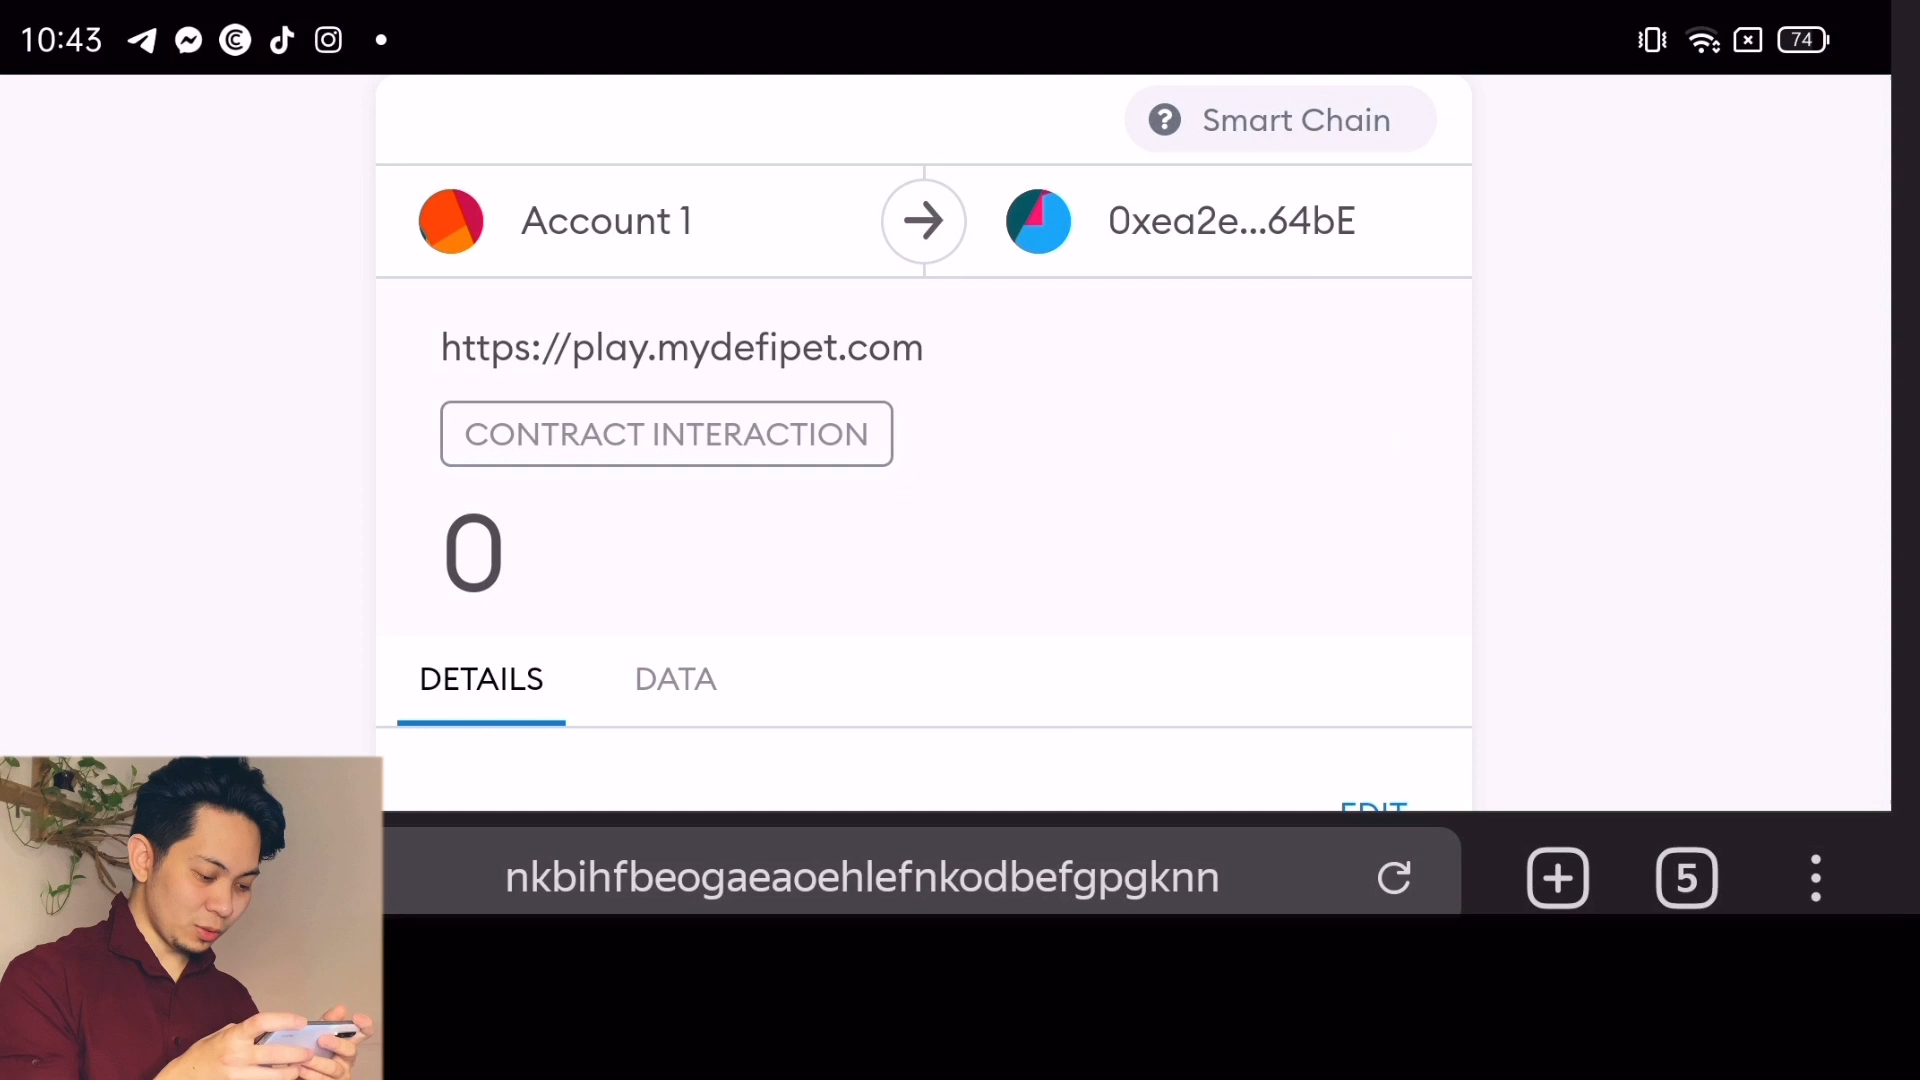 10:43
74
? Smart Chain
Account 1
0xea2e...64bE
https://play.mydefipet.com
CONTRACT INTERACTION
0
DETAILS
DATA
EDIT
nkbihfbeogaeaoehlefnkodbefgpgknn
5